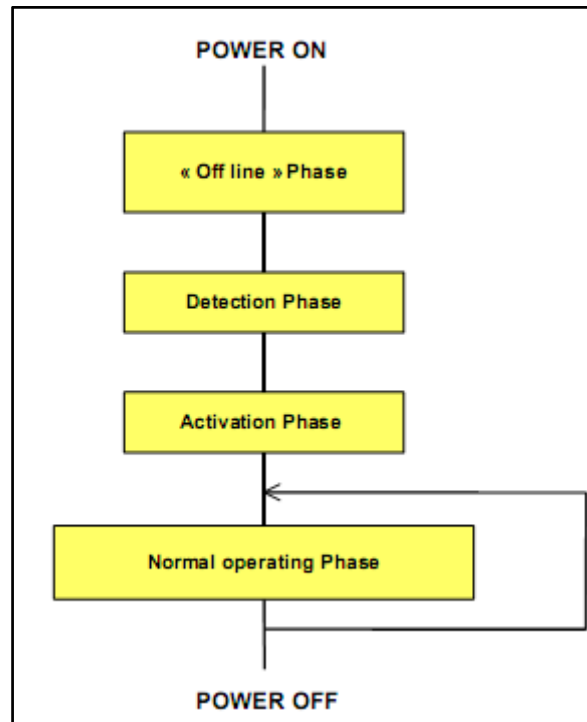 POWER ON
« Off line » Phase
Detection Phase
Activation Phase
Normal operating Phase
POWER OFF